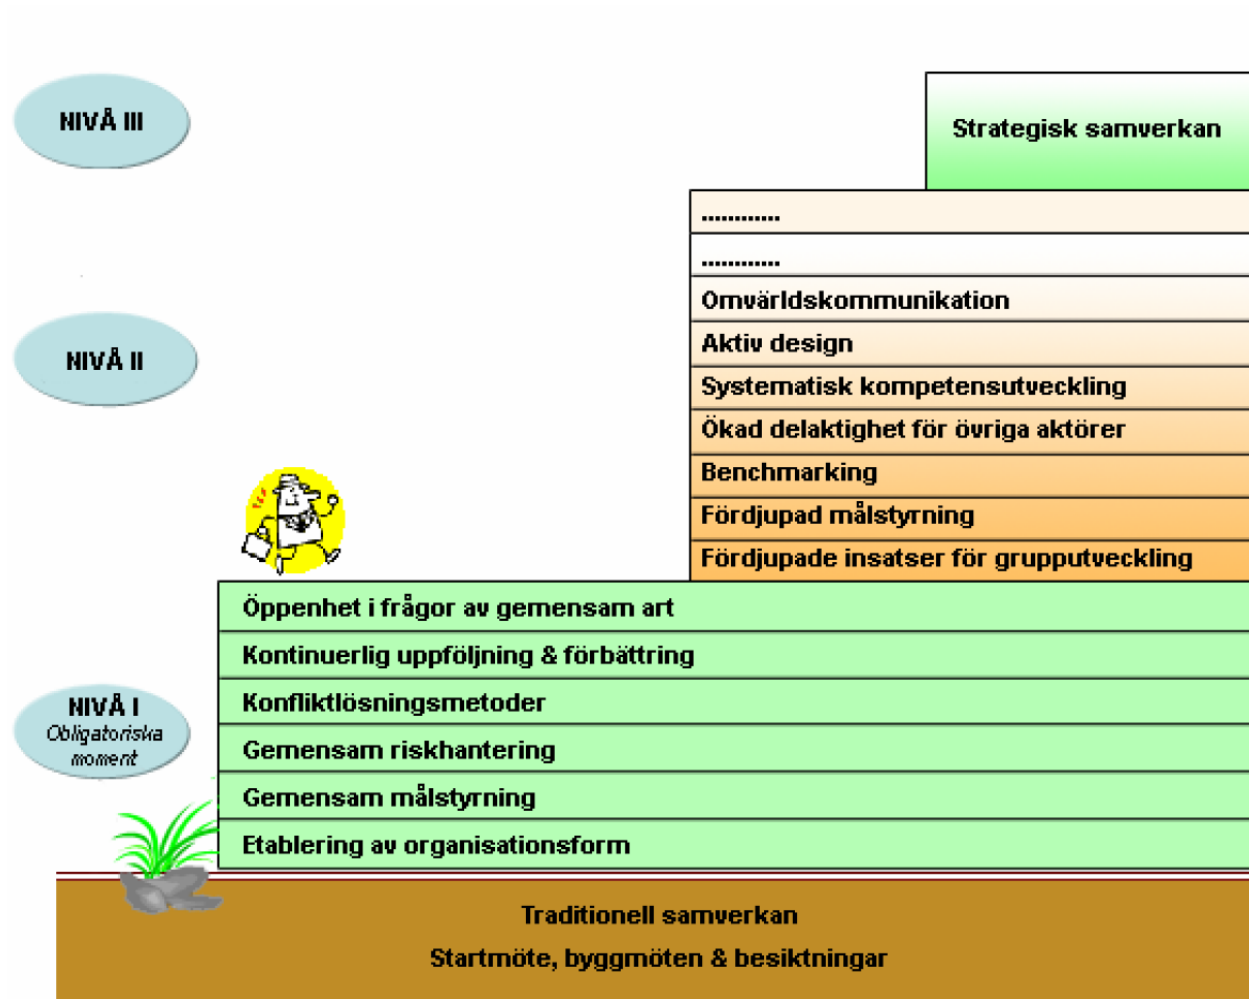 NIVÅ III
Strategisk samverkan
............
............
NIVÅ II
Omvärldskommunikation
Aktiv design
Systematisk kompetensutveckling
Ökad delaktighet för övriga aktörer
Benchmarking
Fördjupad målstyrning
Fördjupade insatser för grupputveckling
NIVÅ I
Obligatoriska
moment
Öppenhet i frågor av gemensam art
Kontinuerlig uppföljning & förbättring
Konfliktlösningsmetoder
Gemensam riskhantering
Gemensam målstyrning
Etablering av organisationsform
Traditionell samverkan
Startmöte, byggmöten & besiktningar